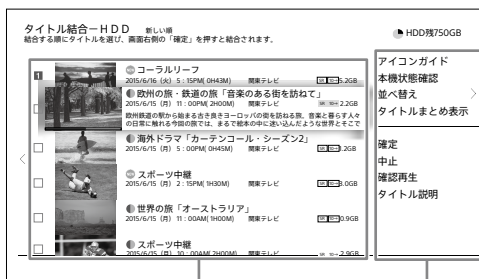 タイトル結合－ＨＤＤ 新しい順
結合する順にタイトルを選び、画面右側の「確定」を押すと結合されます。
HDD残750GB
1
コーラルリーフ
2015/6/16（火）5：15PM( 0H43M) 関東テレビ 5.2GB
欧州の旅・鉄道の旅「音楽のある街を訪ねて」
2015/6/15（月）11：00PM( 2H00M) 関東テレビ 2.2GB
欧州鉄道の駅から始まる古き良きヨーロッパの街を訪ねる旅。音楽と暮らす人々
の日常に触れる今回の旅では、まるで絵本の中に迷い込んだような世界とそこで
海外ドラマ「カーテンコール・シーズン2」
2015/6/15（月）5：00PM( 0H45M) 関東テレビ 3.2GB
スポーツ中継
2015/6/15（月）2：15PM( 1H30M) 関東テレビ 3.0GB
世界の旅「オーストラリア」
2015/6/15（月）11：00AM( 1H00M) 関東テレビ 0.9GB
スポーツ中継
2015/6/15（月）10：00AM( 2H00M) 関東テレビ 2.9GB
アイコンガイド
本機状態確認
並べ替え
タイトルまとめ表示
確定
中止
確認再生
タイトル説明